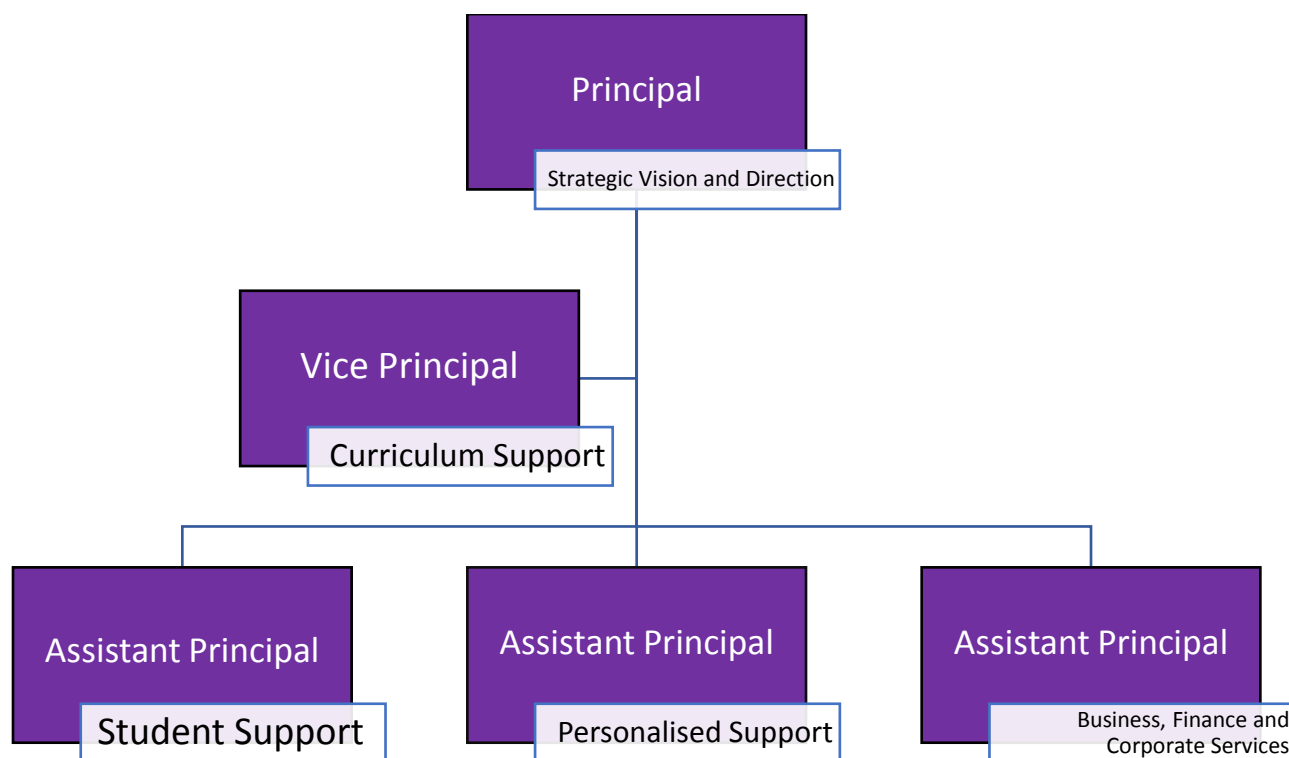 Principal
Strategic Vision and Direction
Vice Principal
Curriculum Support
Assistant Principal
Student Support
Assistant Principal
Personalised Support
Assistant Principal
Business, Finance and
Corporate Services